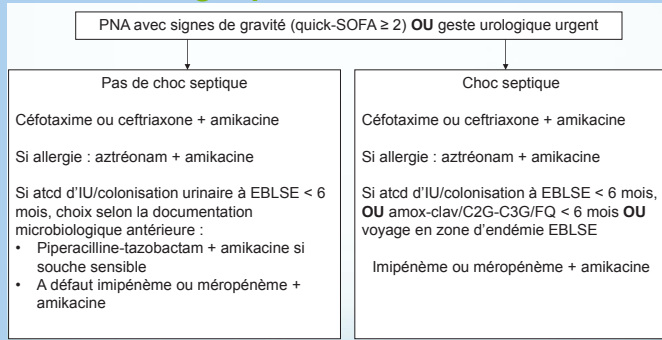 PNA avec signes de gravité (quick-SOFA ≥ 2) OU geste urologique urgent
Pas de choc septique
Céfotaxime ou ceftriaxone + amikacine
Si allergie : aztréonam + amikacine
Si atcd d'IU/colonisation urinaire à EBLSE < 6
mois, choix selon la documentation
microbiologique antérieure :
• Piperacilline-tazobactam + amikacine si
souche sensible
• A défaut imipénème ou méropénème +
amikacine
Choc septique
Céfotaxime ou ceftriaxone + amikacine
Si allergie : aztréonam + amikacine
Si atcd d'IU/colonisation à EBLSE < 6 mois,
OU amox-clav/C2G-C3G/FQ < 6 mois OU
voyage en zone d'endémie EBLSE
Imipénème ou méropénème + amikacine